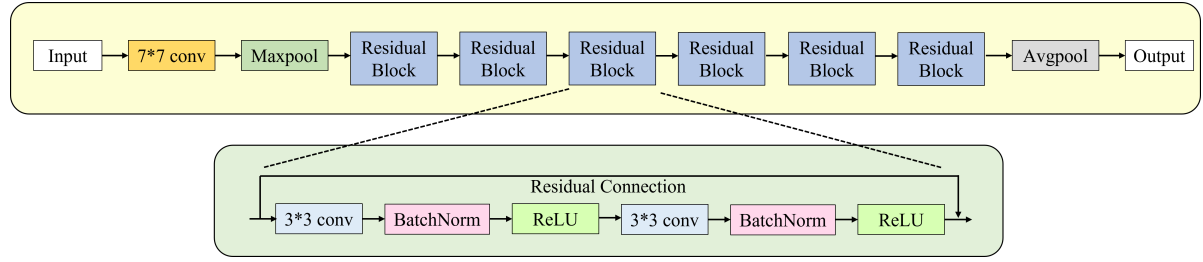 Input
7*7 conv
Maxpool
Residual
Block
Residual
Block
Residual
Block
Residual
Block
Residual
Block
Residual
Block
Avgpool
Output
Residual Connection
3*3 conv
BatchNorm
ReLU
3*3 conv
BatchNorm
ReLU